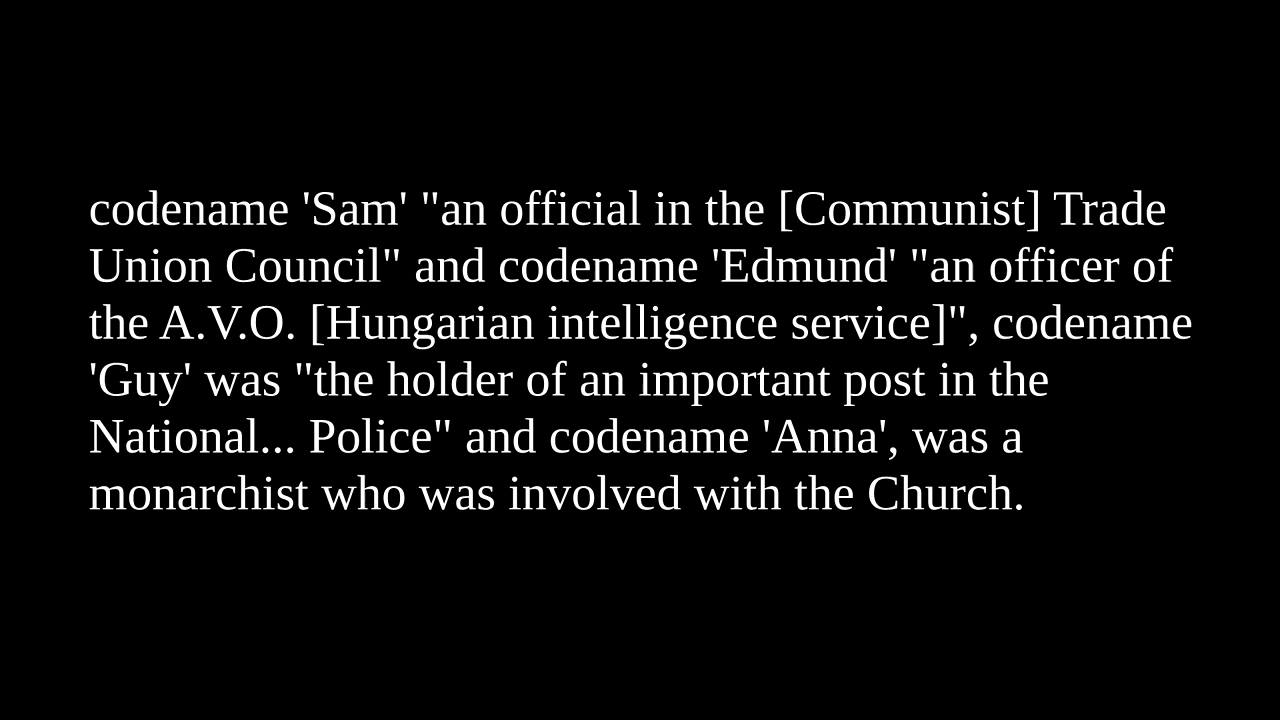 codename 'Sam' "an official in the [Communist] Trade
Union Council" and codename 'Edmund' "an officer of
the A.V.O. [Hungarian intelligence service]", codename
'Guy' was "the holder of an important post in the
National... Police" and codename 'Anna', was a
monarchist who was involved with the Church.